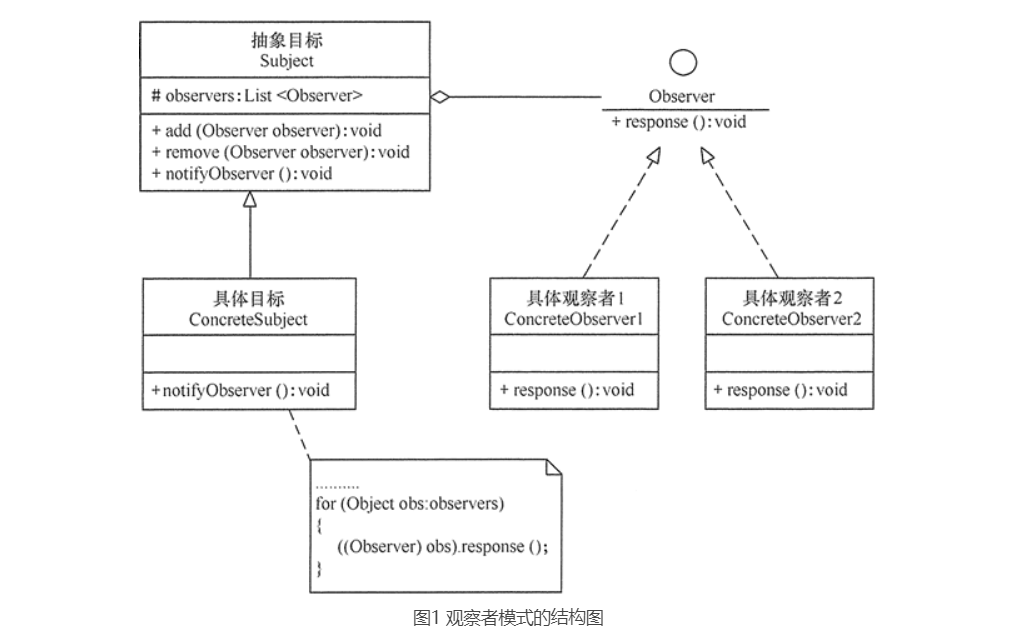 抽象目标
Subject
# observers:List <Observer>
+ add (Observer observer):void
+ remove (Observer observer):void
+ notifyObserver ():void
Observer
+ response ():void
具体目标
ConcreteSubject
+notifyObserver ():void
具体观察者1
ConcreteObserver1
+ response ():void
具体观察者2
ConcreteObserver2
+ response ():void
..........
for (Object obs:observers)
{
((Observer) obs).response ();
}
图1 观察者模式的结构图